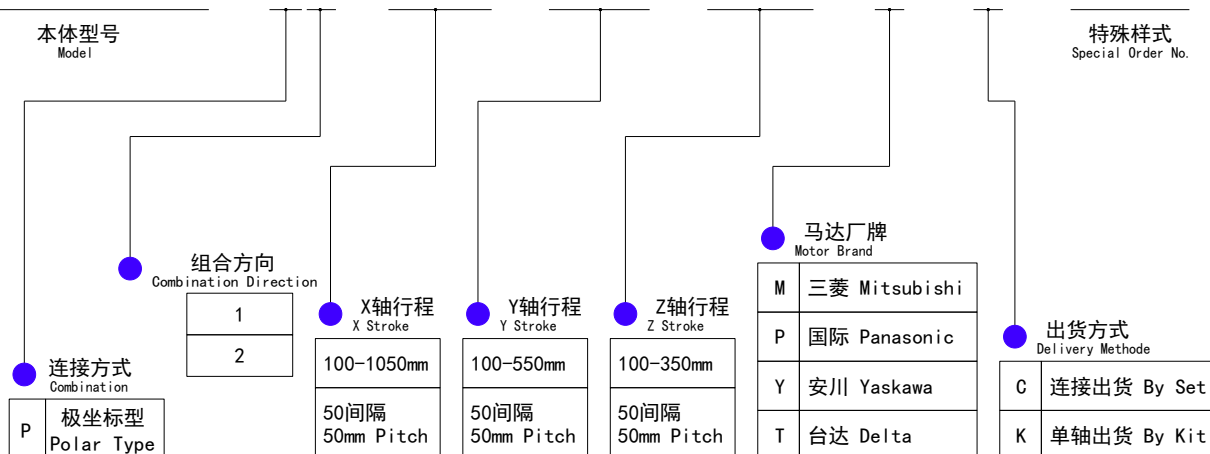 本体型号
Model
特殊样式
Special Order No.
马达厂牌
Motor Brand
组合方向
Combination Direction
M 三菱 Mitsubishi
1
X轴行程
X Stroke
Y轴行程
Y Stroke
Z轴行程
Z Stroke
P 国际 Panasonic
出货方式
Delivery Methode
2
连接方式
Combination
100-1050mm
100-550mm
100-350mm
Y 安川 Yaskawa
C 连接出货 By Set
P 极坐标型
Polar Type
50间隔
50mm Pitch
50间隔
50mm Pitch
50间隔
50mm Pitch
T 台达 Delta
K 单轴出货 By Kit